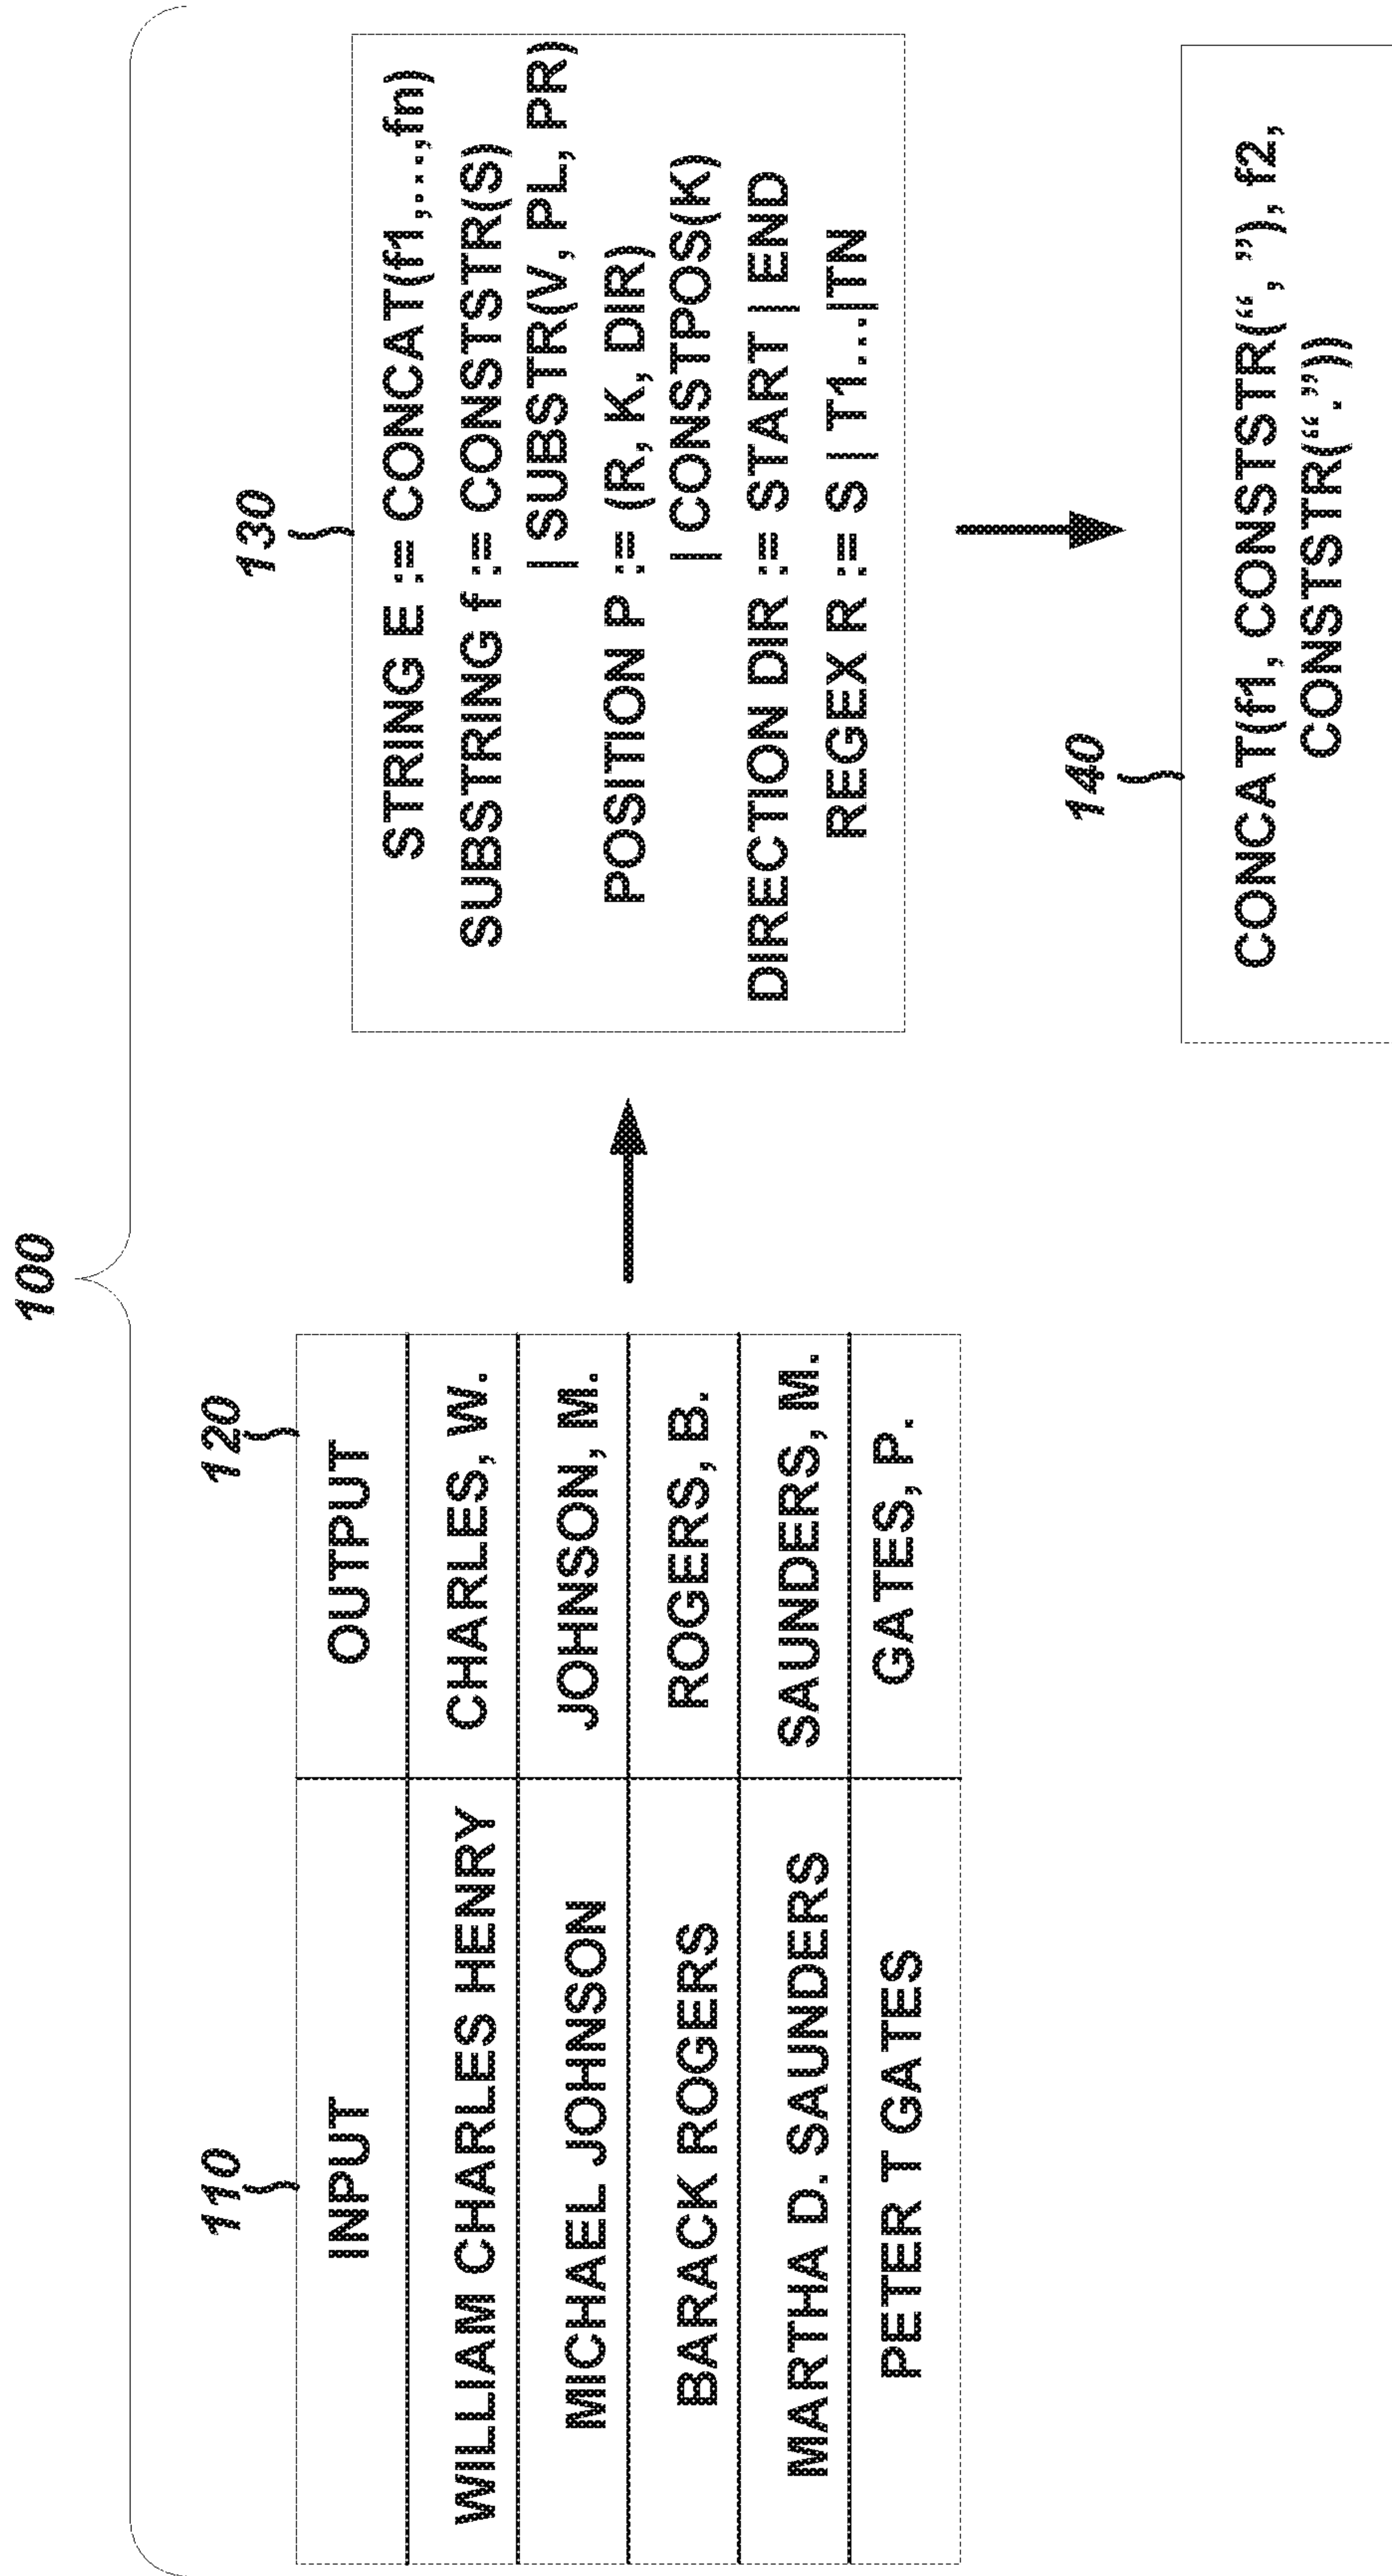 100
110
120
INPUT OUTPUT
WILLIAM CHARLES HENRY CHARLES, W.
MICHAEL JOHNSON JOHNSON, M.
BARACK ROGERS ROGERS, B.
MARTHA D. SAUNDERS SAUNDERS, M.
PETER T GATES GATES, P.
130
STRING E := CONCAT(f1,...,fn)
SUBSTRING f := CONSTSTR(S)
| SUBSTR(V, PL, PR)
POSITION P := (R, K, DIR)
| CONSTPOS(K)
DIRECTION DIR := START | END
REGEX R := S | T1...|TN
140
CONCAT(f1, CONSTSTR(“, ”), f2,
CONSTSTR(“.”))